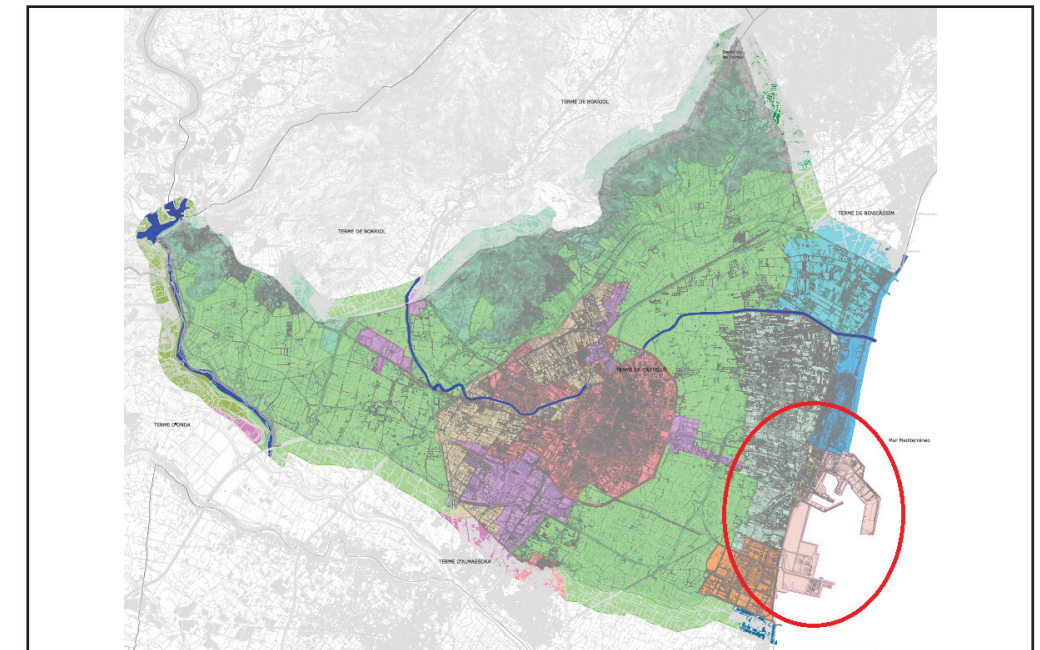 TERME DE BORRIOL
TERME DE BENICÀSSIM
TERME DE BORRIOL
TERME DE CASTELLÓ
TERME D'ONDA
Mar Mediterráneo
TERME D'ALMASSORA